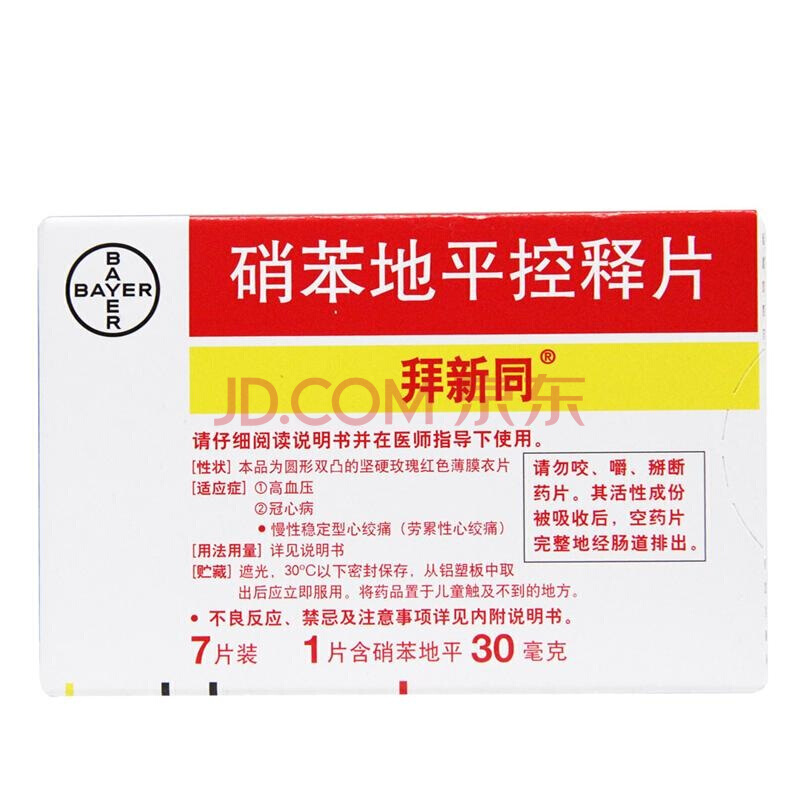 BAYER
BAYER
硝苯地平控释片
拜新同®
JD.COM 京东
请仔细阅读说明书并在医师指导下使用。
[性状] 本品为圆形双凸的坚硬玫瑰红色薄膜衣片
[适应症] ①高血压
②冠心病
● 慢性稳定型心绞痛（劳累性心绞痛）
[用法用量] 详见说明书
[贮藏] 遮光，30°C以下密封保存，从铝塑板中取
出后应立即服用。将药品置于儿童触及不到的地方。
请勿咬、嚼、掰断
药片。其活性成份
被吸收后，空药片
完整地经肠道排出。
• 不良反应、禁忌及注意事项详见内附说明书。
7片装 1片含硝苯地平 30 毫克